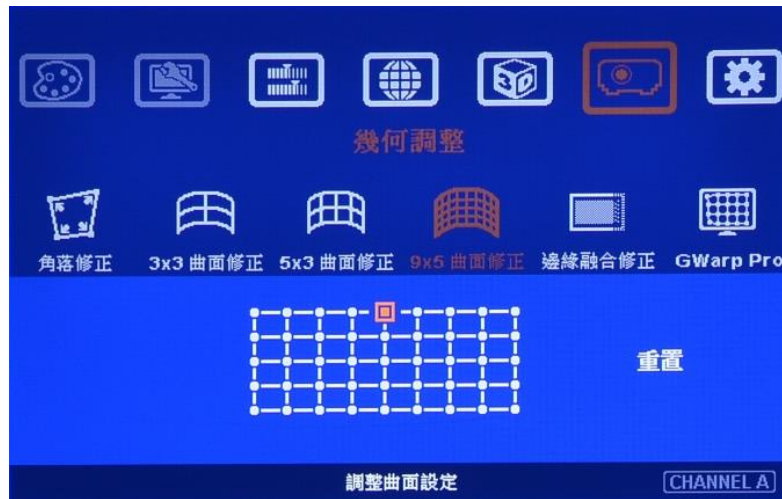 3D
幾何調整
角落修正 3x3 曲面修正 5x3 曲面修正 9x5 曲面修正 邊緣融合修正 GWarp Pro
重置
調整曲面設定 CHANNEL A